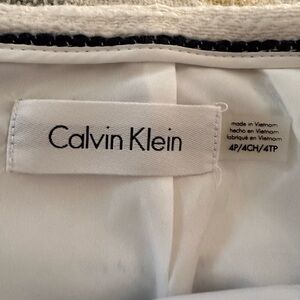 Calvin Klein
made in Vietnam
hecho en Vietnam
fabriqué en Vietnam
4P/4CH/4TP